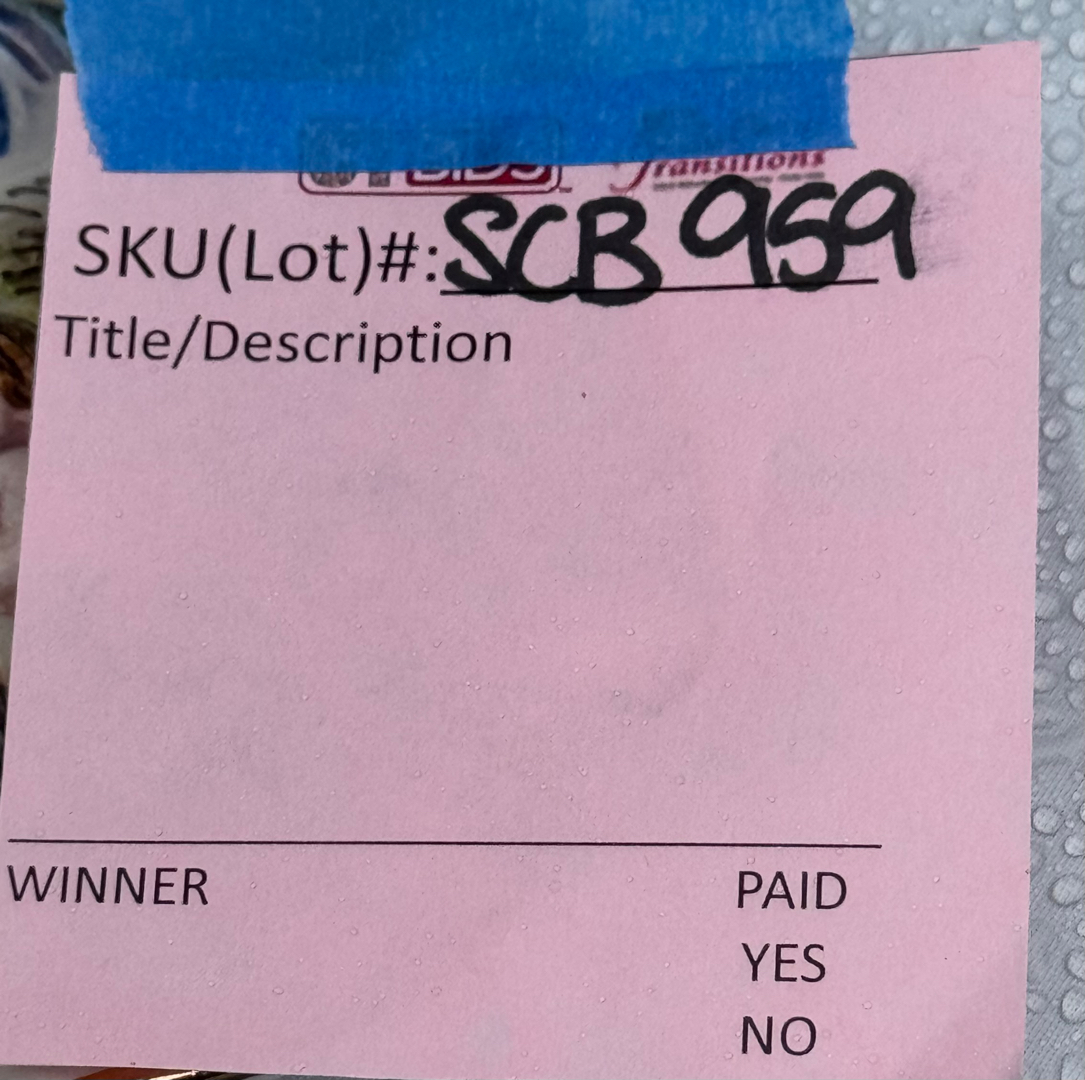 Transitions
SKU(Lot)#: SCB 959
Title/Description
WINNER PAID
YES
NO